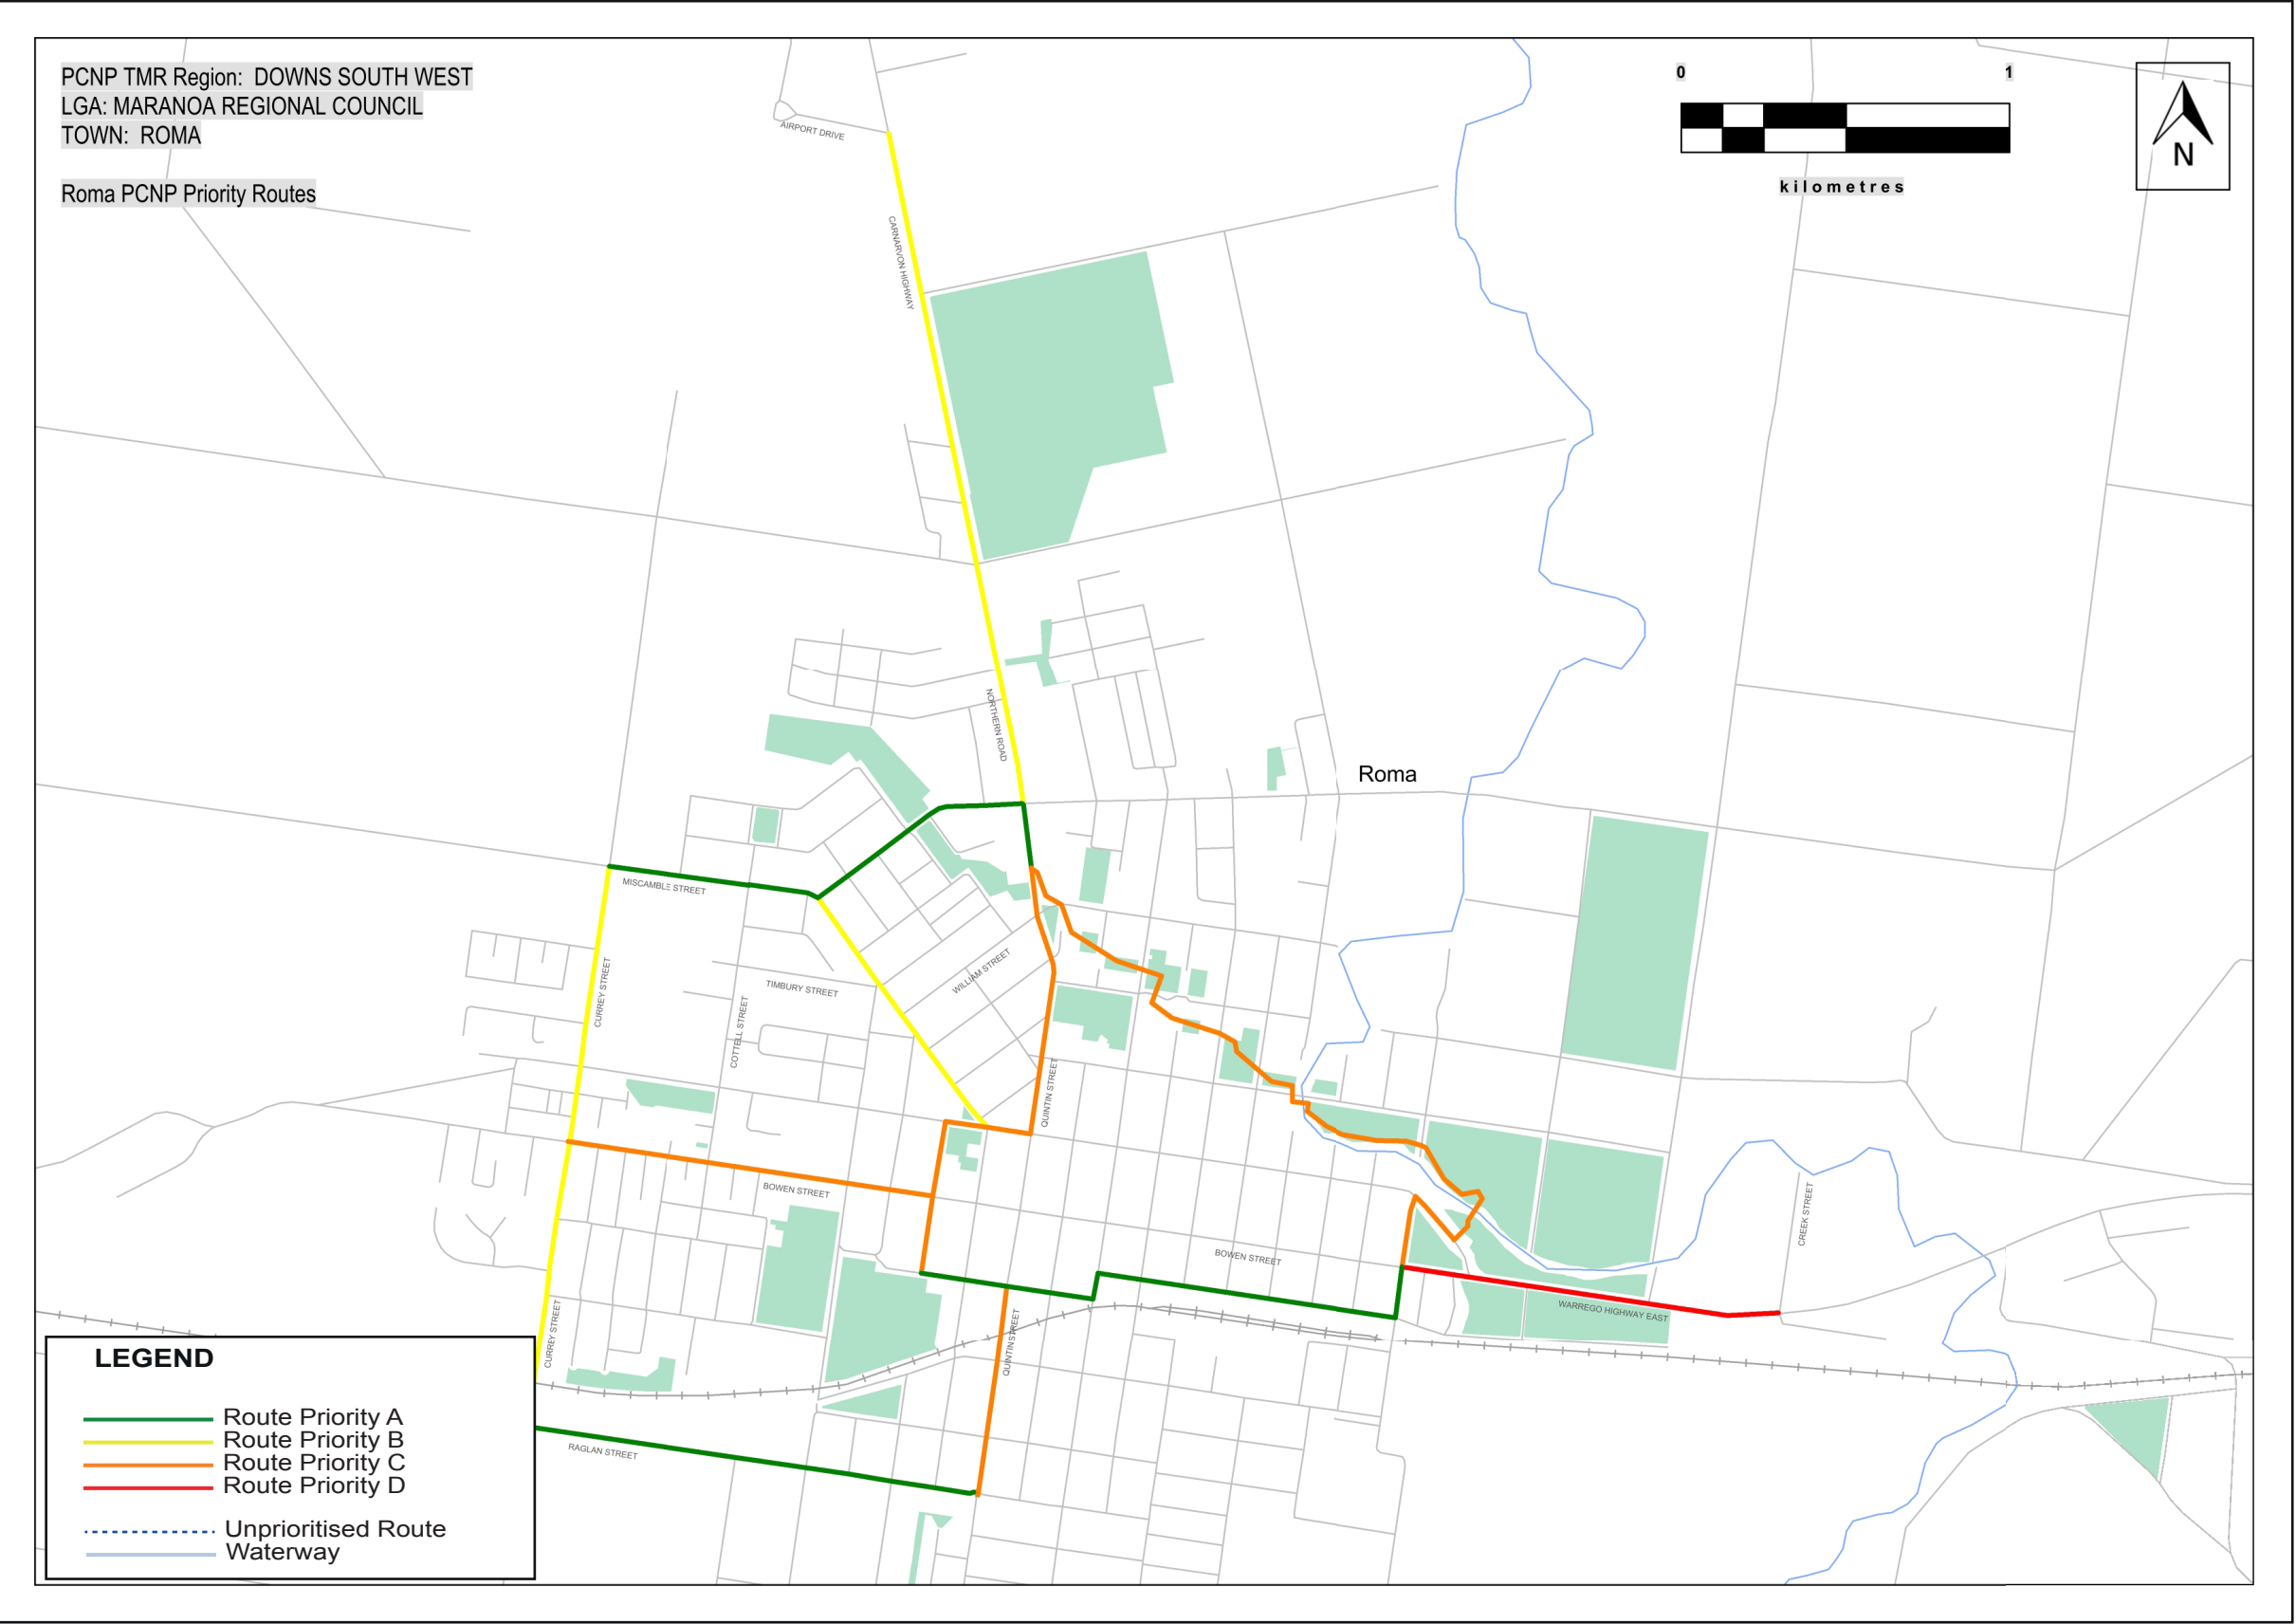 PCNP TMR Region:  DOWNS SOUTH WEST
LGA: MARANOA REGIONAL COUNCIL
TOWN:  ROMA
Roma PCNP Priority Routes
0 1
kilometres
N
AIRPORT DRIVE
CARNARVON HIGHWAY
NORTHERN ROAD
Roma
MISCAMBLE STREET
CURREY STREET
TIMBURY STREET
WILLIAM STREET
COTTELL STREET
QUINTIN STREET
BOWEN STREET
BOWEN STREET
CREEK STREET
WARREGO HIGHWAY EAST
CURREY STREET
QUINTIN STREET
RAGLAN STREET
LEGEND
Route Priority A
Route Priority B
Route Priority C
Route Priority D
Unprioritised Route
Waterway